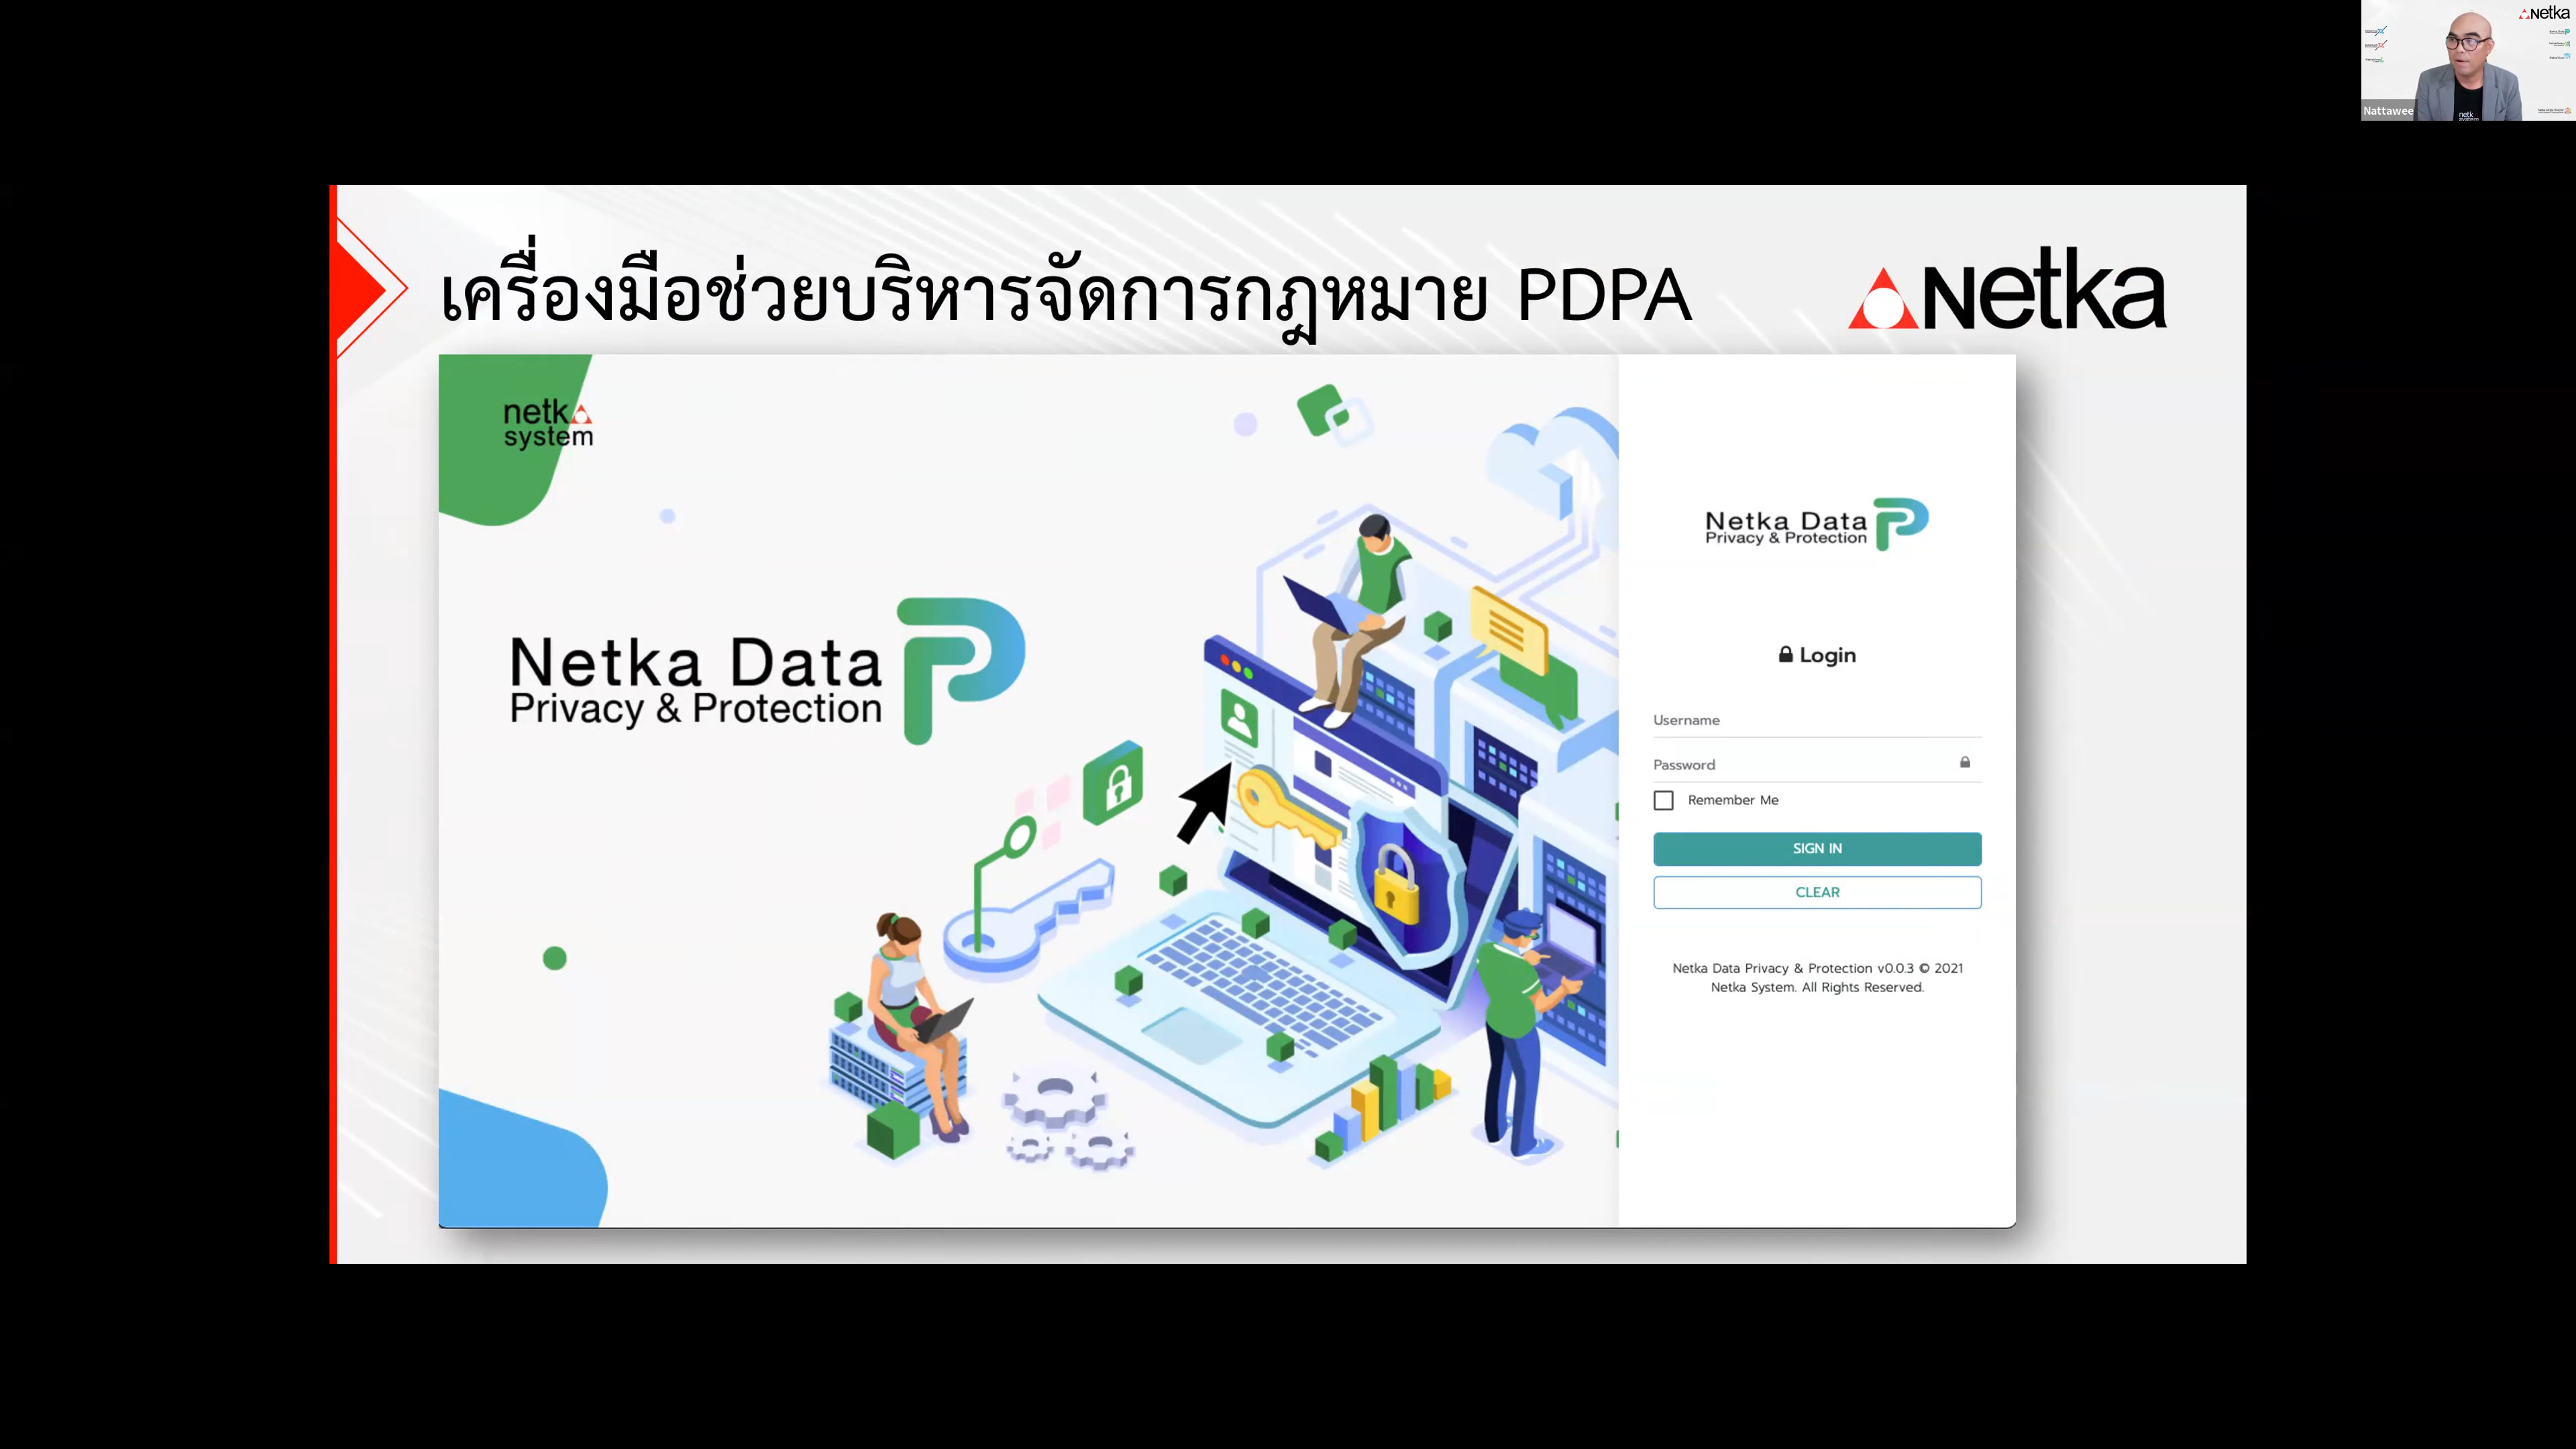 Netka
Nattawee
netk
system
เครื่องมือช่วยบริหารจัดการกฎหมาย PDPA
Netka
netka
system
Netka Data
Privacy & Protection
Netka Data
Privacy & Protection
Login
Username
Password
Remember Me
SIGN IN
CLEAR
Netka Data Privacy & Protection v0.0.3 © 2021
Netka System. All Rights Reserved.